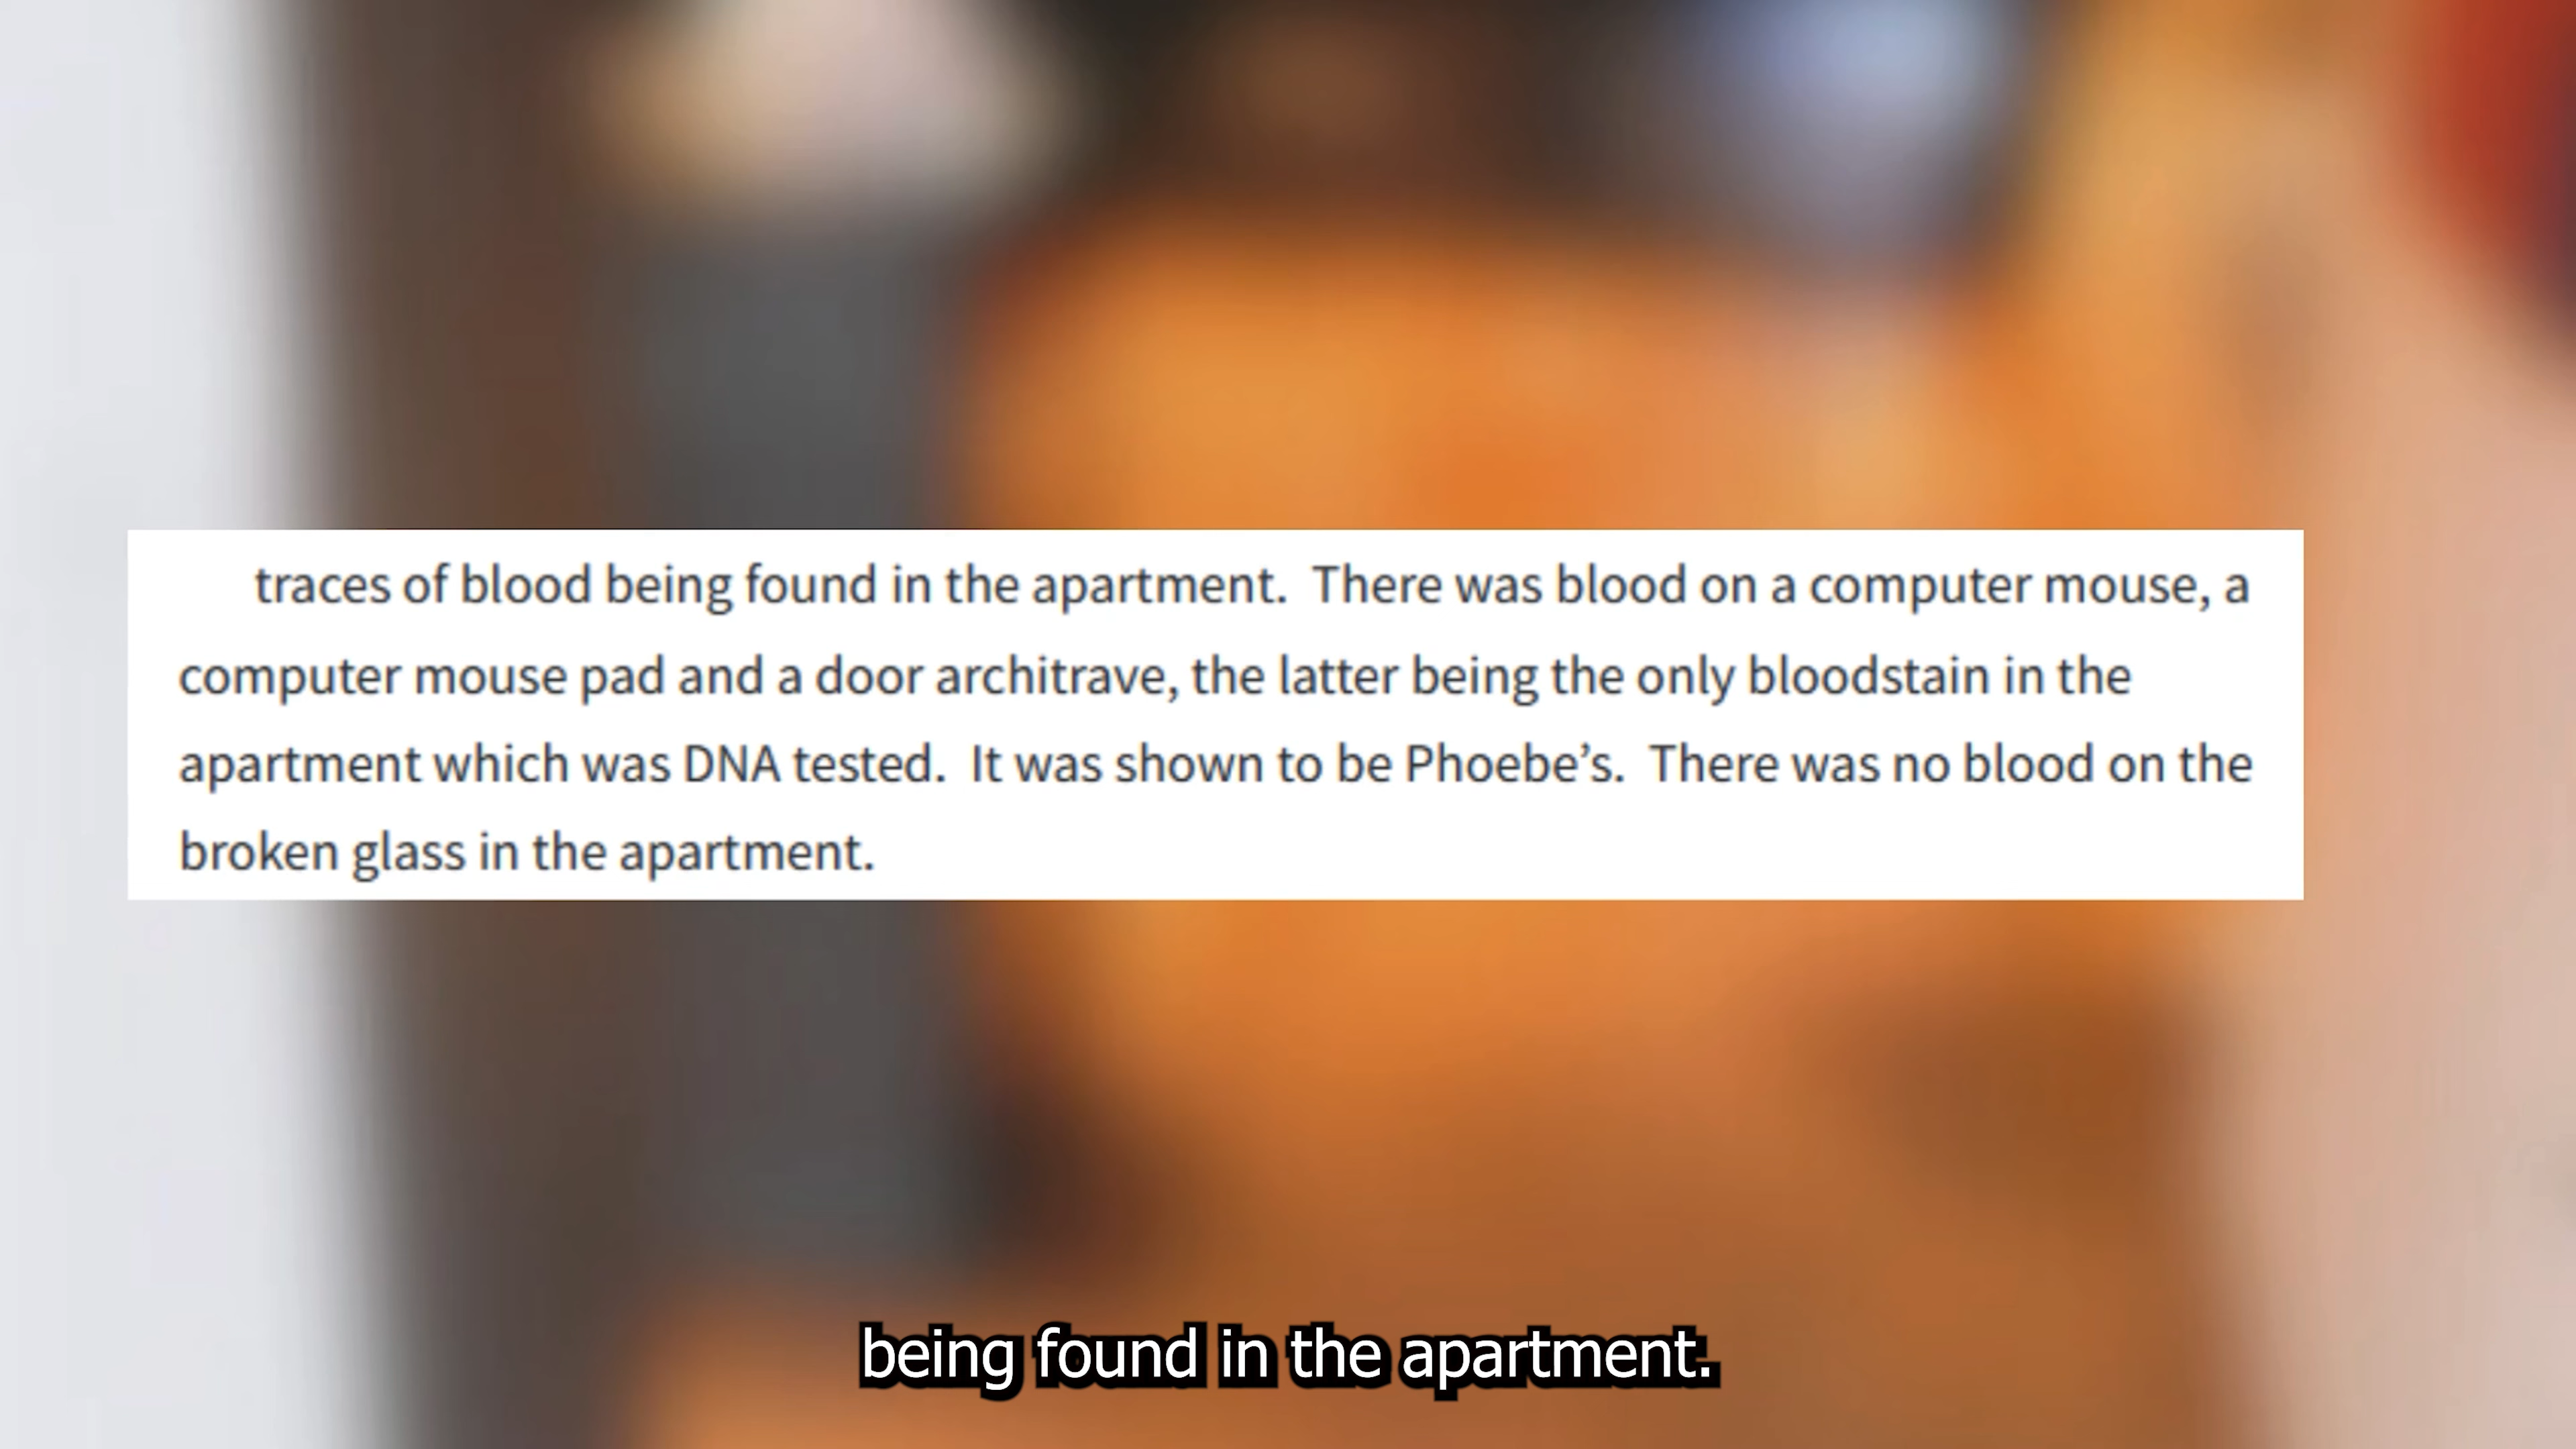 traces of blood being found in the apartment.  There was blood on a computer mouse, a
computer mouse pad and a door architrave, the latter being the only bloodstain in the
apartment which was DNA tested.  It was shown to be Phoebe’s.  There was no blood on the
broken glass in the apartment.
being found in the apartment.